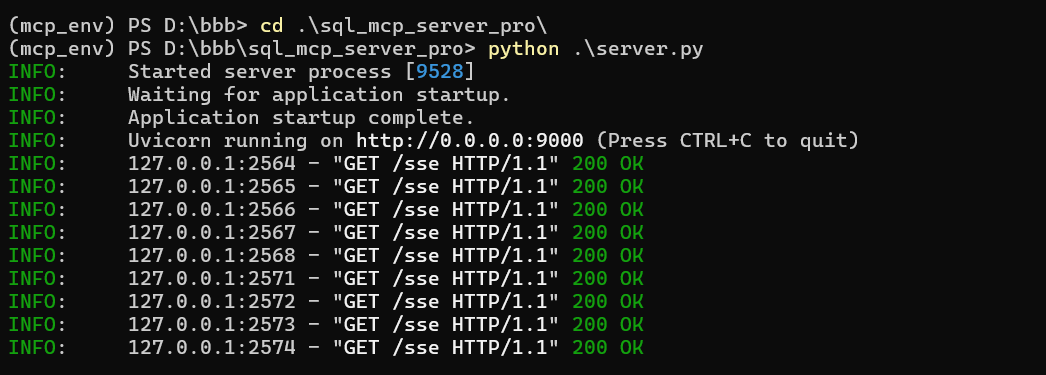 (mcp_env) PS D:\bbb> cd .\sql_mcp_server_pro\
(mcp_env) PS D:\bbb\sql_mcp_server_pro> python .\server.py
INFO:     Started server process [9528]
INFO:     Waiting for application startup.
INFO:     Application startup complete.
INFO:     Uvicorn running on http://0.0.0.0:9000 (Press CTRL+C to quit)
INFO:     127.0.0.1:2564 - "GET /sse HTTP/1.1" 200 OK
INFO:     127.0.0.1:2565 - "GET /sse HTTP/1.1" 200 OK
INFO:     127.0.0.1:2566 - "GET /sse HTTP/1.1" 200 OK
INFO:     127.0.0.1:2567 - "GET /sse HTTP/1.1" 200 OK
INFO:     127.0.0.1:2568 - "GET /sse HTTP/1.1" 200 OK
INFO:     127.0.0.1:2571 - "GET /sse HTTP/1.1" 200 OK
INFO:     127.0.0.1:2572 - "GET /sse HTTP/1.1" 200 OK
INFO:     127.0.0.1:2573 - "GET /sse HTTP/1.1" 200 OK
INFO:     127.0.0.1:2574 - "GET /sse HTTP/1.1" 200 OK